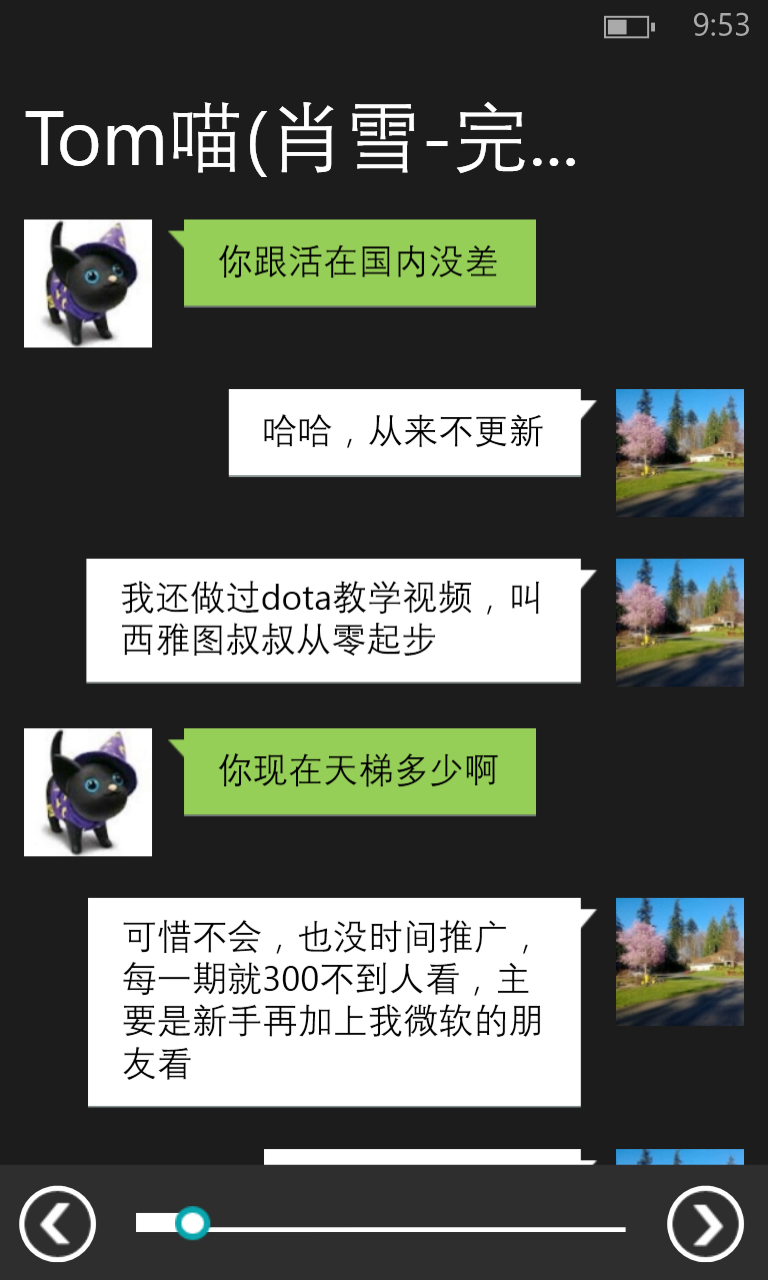 9:53
Tom喵(肖雪-完...
你跟活在国内没差
哈哈，从来不更新
我还做过dota教学视频，叫
西雅图叔叔从零起步
你现在天梯多少啊
可惜不会，也没时间推广，
每一期就300不到人看，主
要是新手再加上我微软的朋
友看